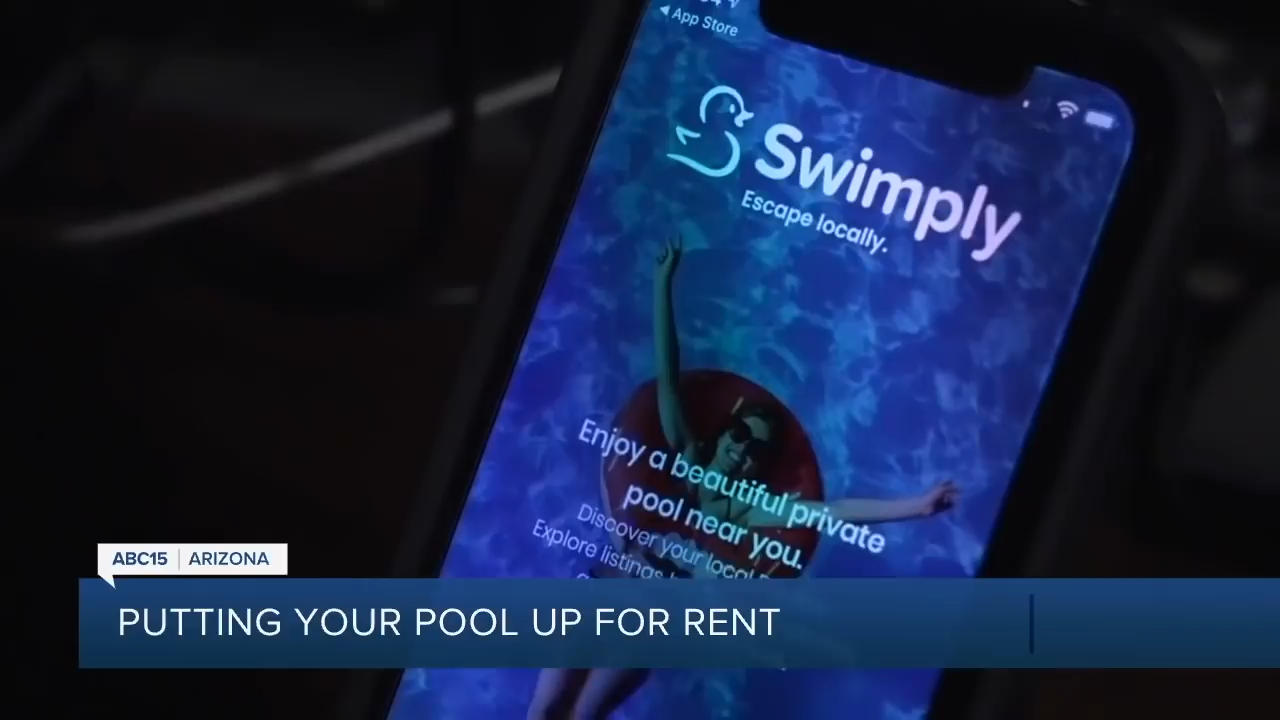 App Store
Swimply
Escape locally.
Enjoy a beautiful private
pool near you.
Discover your local
Explore listings
ABC15 | ARIZONA
PUTTING YOUR POOL UP FOR RENT